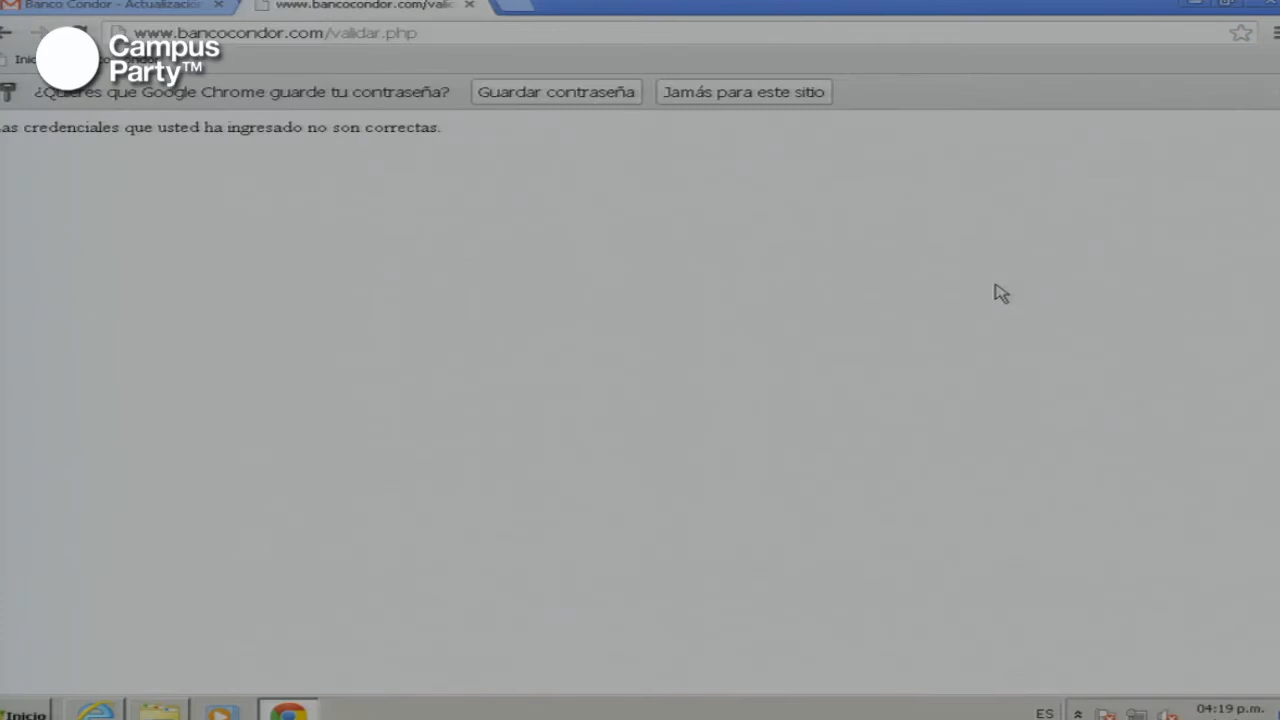 Banco Condor - Actualizacion
www.bancocondor.com/vali
www.bancocondor.com/validar.php
Campus
Party™
¿Quieres que Google Chrome guarde tu contraseña?
Guardar contraseña
Jamás para este sitio
as credenciales que usted ha ingresado no son correctas.
Inicio
ES
04:19 p.m.